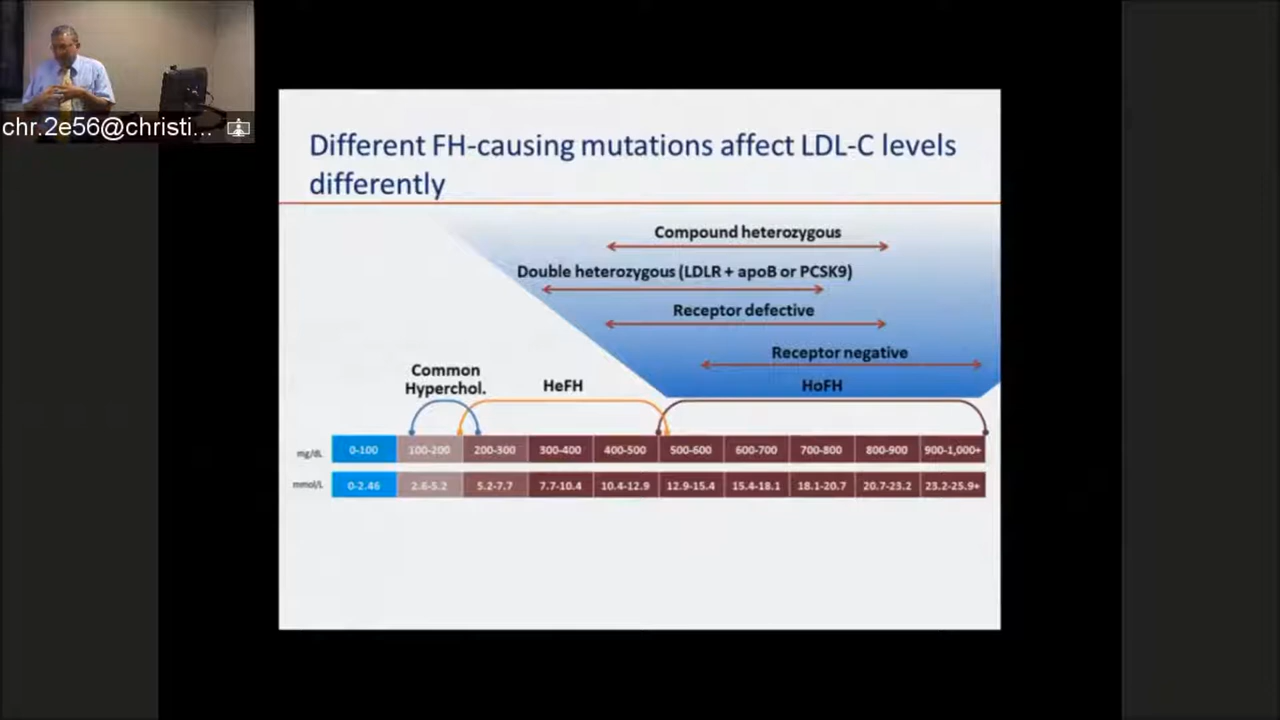 chr.2e56@christi...
Different FH-causing mutations affect LDL-C levels
differently
Compound heterozygous
Double heterozygous (LDLR + apoB or PCSK9)
Receptor defective
Receptor negative
Common
Hyperchol.
HeFH
HoFH
mg/dL 0-100 100-200 200-300 300-400 400-500 500-600 600-700 700-800 800-900 900-1,000+
mmol/L 0-2.46 2.6-5.2 5.2-7.7 7.7-10.4 10.4-12.9 12.9-15.4 15.4-18.1 18.1-20.7 20.7-23.2 23.2-25.9+